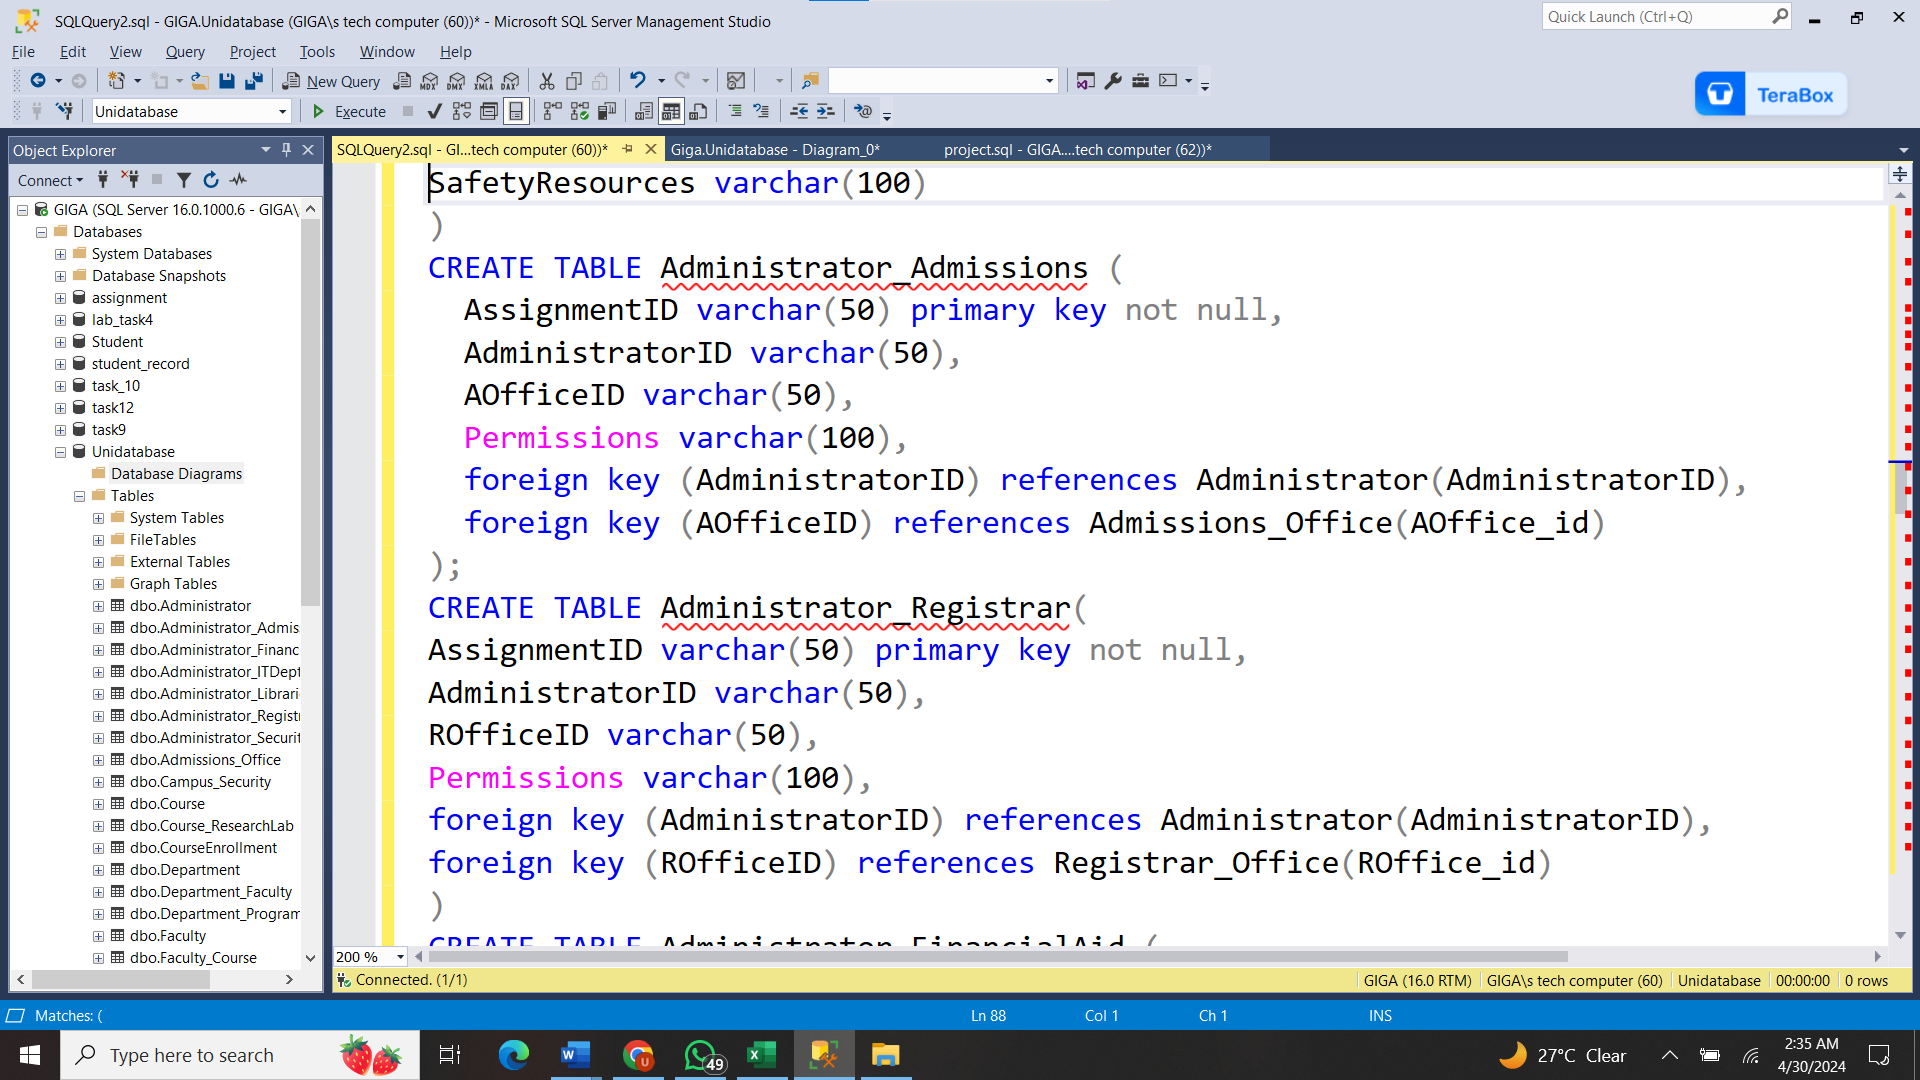 SQLQuery2.sql - GIGA.Unidatabase (GIGA\s tech computer (60))* - Microsoft SQL Server Management Studio
Quick Launch (Ctrl+Q)
File Edit View Query Project Tools Window Help
New Query
MDX DMX XMLA DAX
TeraBox
Unidatabase
Execute
Object Explorer
SQLQuery2.sql - GI...tech computer (60))*
Giga.Unidatabase - Diagram_0*
project.sql - GIGA....tech computer (62))*
Connect
GIGA (SQL Server 16.0.1000.6 - GIGA\
Databases
System Databases
Database Snapshots
assignment
lab_task4
Student
student_record
task_10
task12
task9
Unidatabase
Database Diagrams
Tables
System Tables
FileTables
External Tables
Graph Tables
dbo.Administrator
dbo.Administrator_Admis
dbo.Administrator_Financ
dbo.Administrator_ITDept
dbo.Administrator_Librari
dbo.Administrator_Registr
dbo.Administrator_Securit
dbo.Admissions_Office
dbo.Campus_Security
dbo.Course
dbo.Course_ResearchLab
dbo.CourseEnrollment
dbo.Department
dbo.Department_Faculty
dbo.Department_Program
dbo.Faculty
dbo.Faculty_Course
SafetyResources varchar(100)
)
CREATE TABLE Administrator_Admissions (
AssignmentID varchar(50) primary key not null,
AdministratorID varchar(50),
AOfficeID varchar(50),
Permissions varchar(100),
foreign key (AdministratorID) references Administrator(AdministratorID),
foreign key (AOfficeID) references Admissions_Office(AOffice_id)
);
CREATE TABLE Administrator_Registrar(
AssignmentID varchar(50) primary key not null,
AdministratorID varchar(50),
ROfficeID varchar(50),
Permissions varchar(100),
foreign key (AdministratorID) references Administrator(AdministratorID),
foreign key (ROfficeID) references Registrar_Office(ROffice_id)
)
CREATE TABLE Administrator_FinancialAid (
200 %
Connected. (1/1)
GIGA (16.0 RTM)
GIGA\s tech computer (60)
Unidatabase
00:00:00
0 rows
Matches: (
Ln 88
Col 1
Ch 1
INS
Type here to search
49
27°C Clear
2:35 AM
4/30/2024